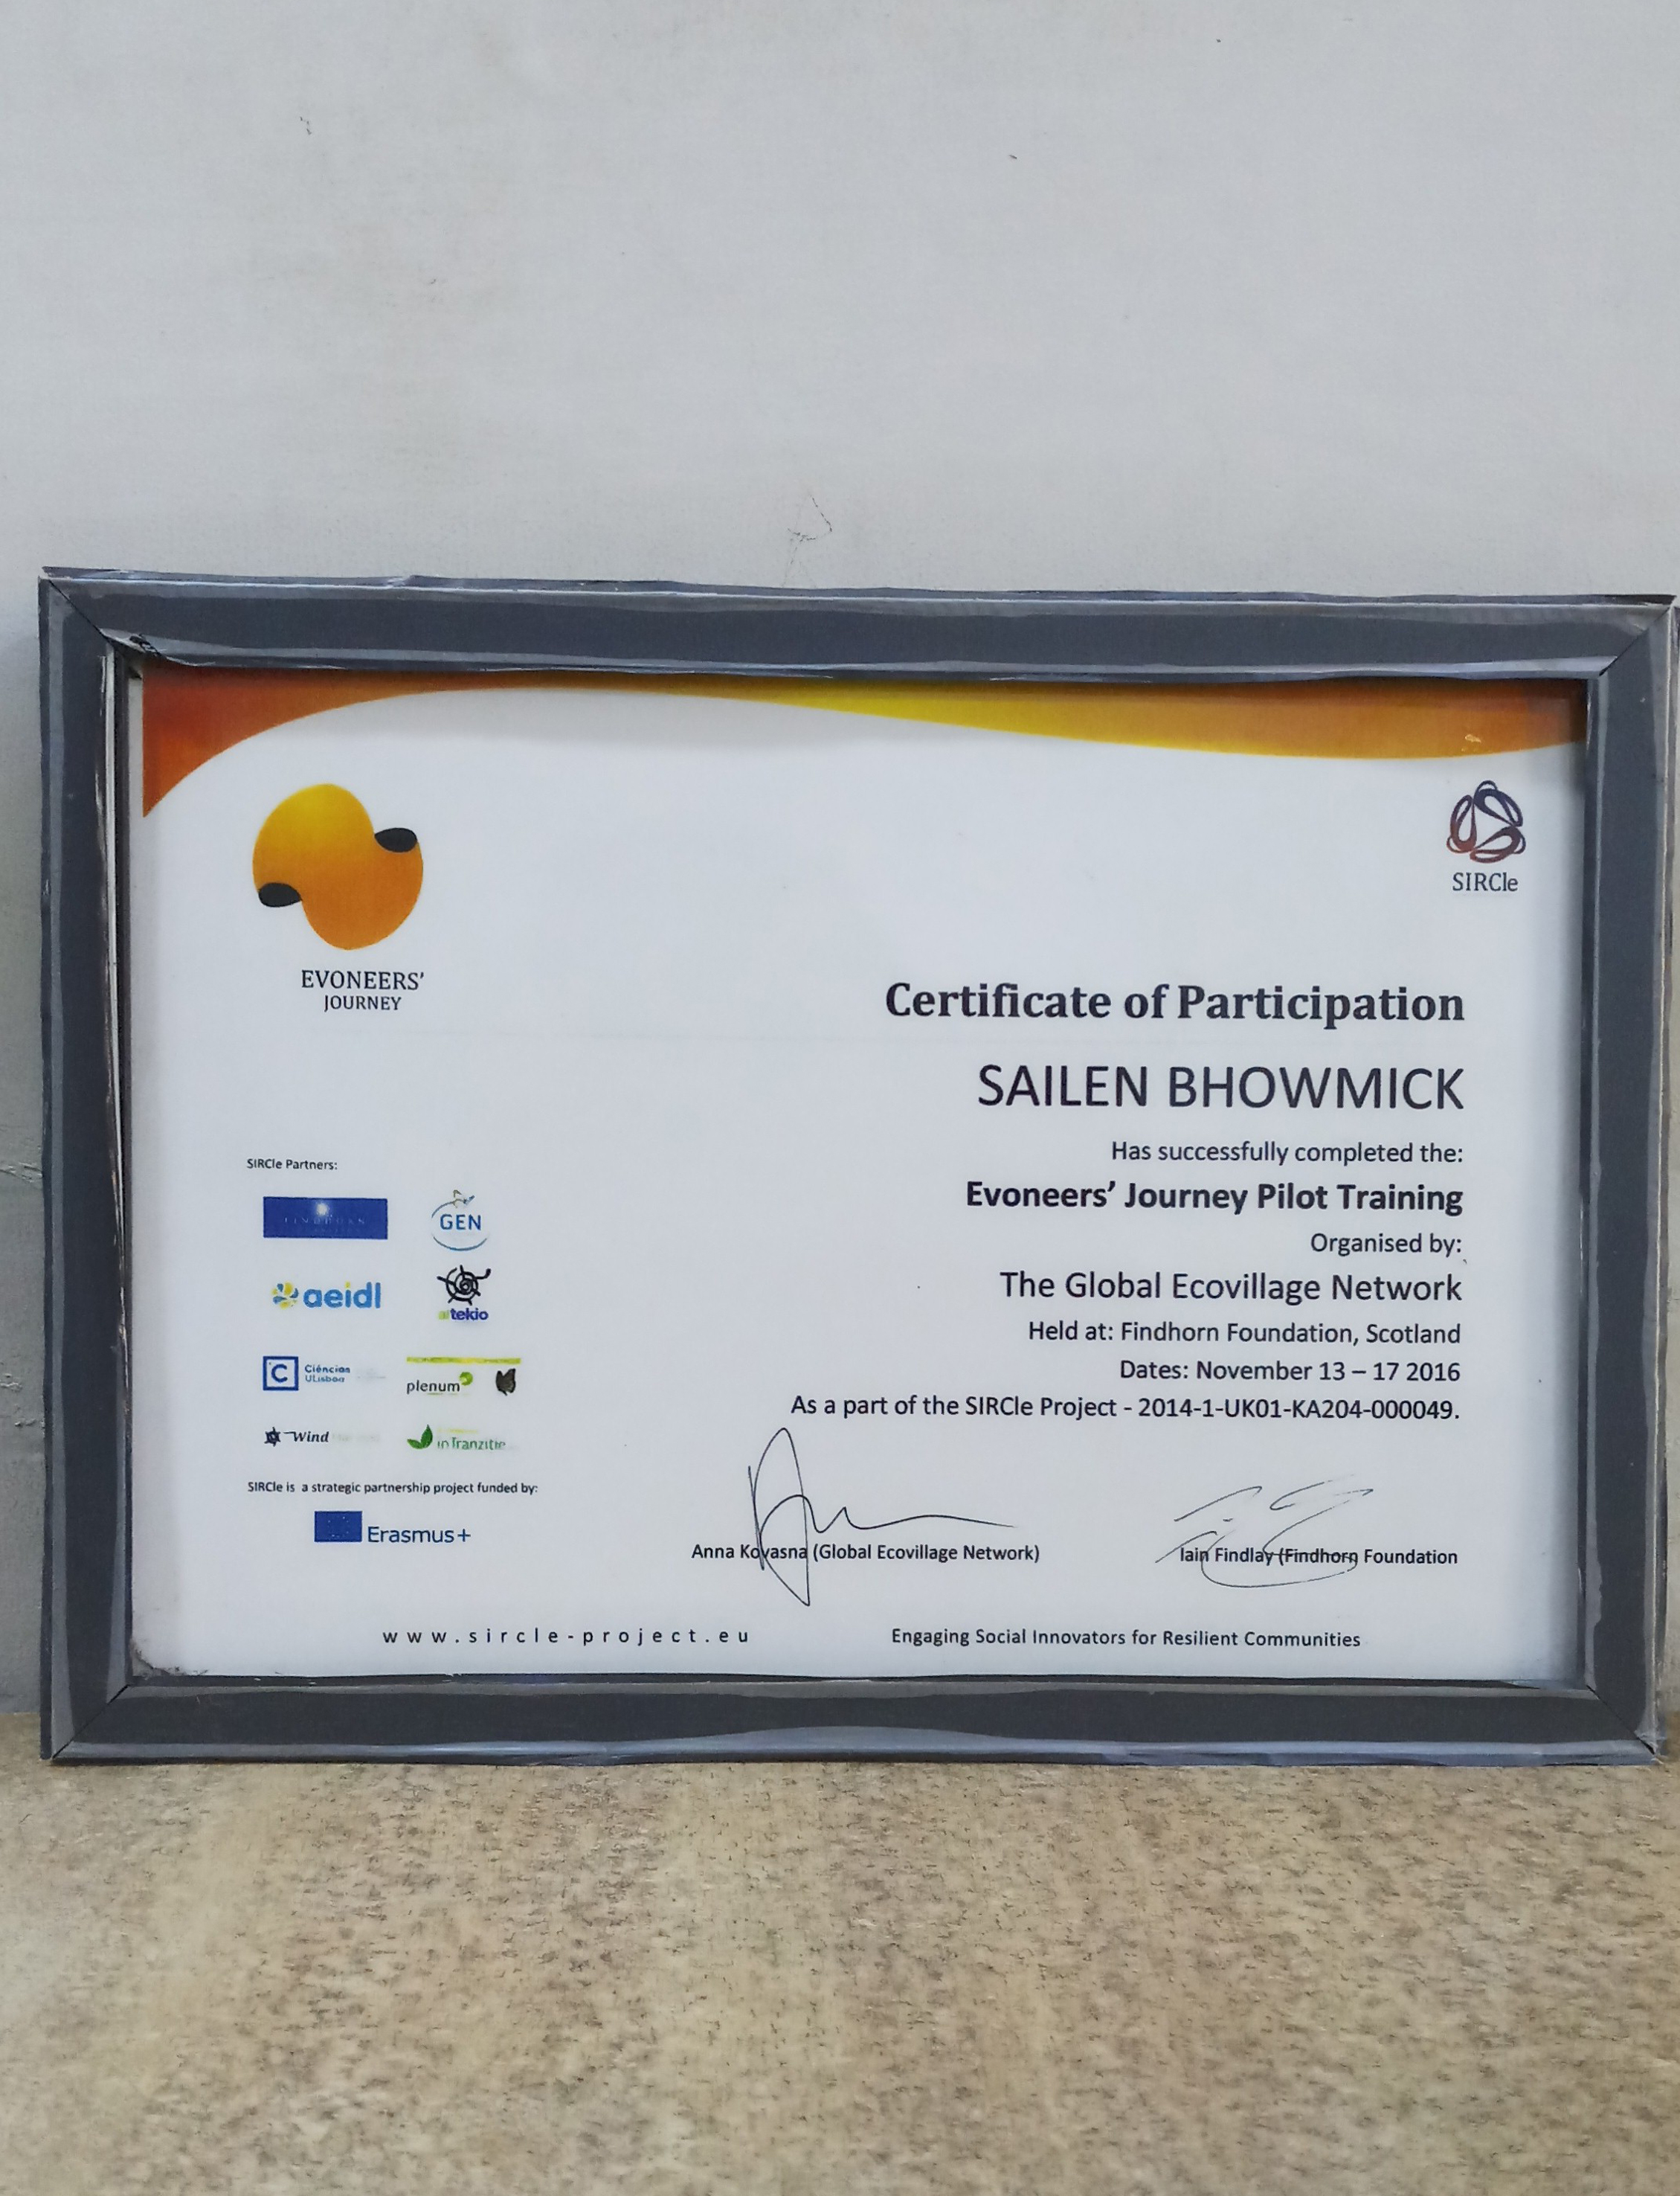 EVONEERS’
JOURNEY
SIRCle
Certificate of Participation
SAILEN BHOWMICK
Has successfully completed the:
Evoneers’ Journey Pilot Training
Organised by:
The Global Ecovillage Network
Held at: Findhorn Foundation, Scotland
Dates: November 13 – 17 2016
As a part of the SIRCle Project - 2014-1-UK01-KA204-000049.
SIRCle Partners:
FINDHORN
GEN
aeidl
altekio
C Ciências
ULisboa
plenum
Wind
inTranzitie
SIRCle is a strategic partnership project funded by:
Erasmus+
Anna Kovasna (Global Ecovillage Network)
Iain Findlay (Findhorn Foundation
www.sircle-project.eu
Engaging Social Innovators for Resilient Communities